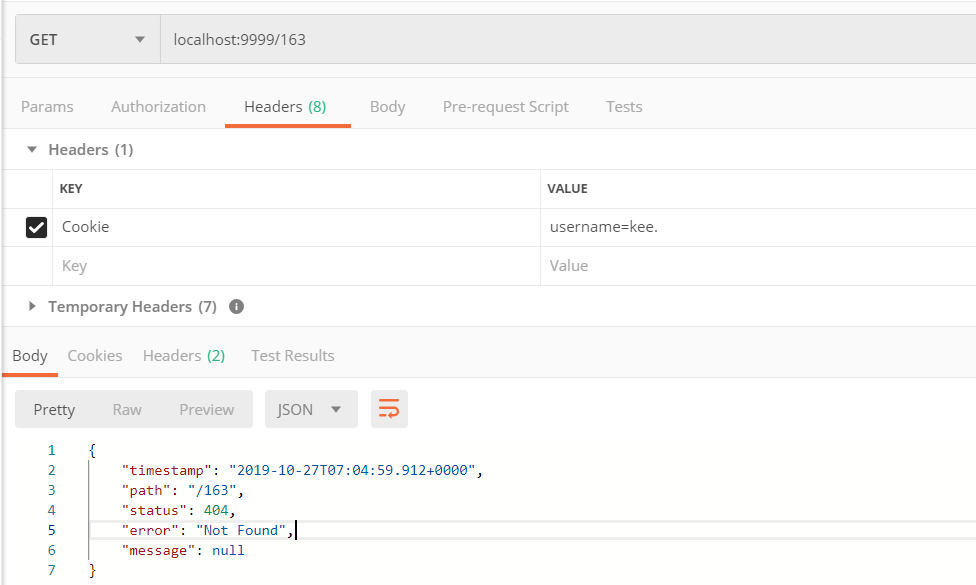 GET localhost:9999/163
Params Authorization Headers (8) Body Pre-request Script Tests
Headers (1)
KEY VALUE
Cookie username=kee.
Key Value
Temporary Headers (7) i
Body Cookies Headers (2) Test Results
Pretty Raw Preview JSON
1 {
2 "timestamp": "2019-10-27T07:04:59.912+0000",
3 "path": "/163",
4 "status": 404,
5 "error": "Not Found",
6 "message": null
7 }